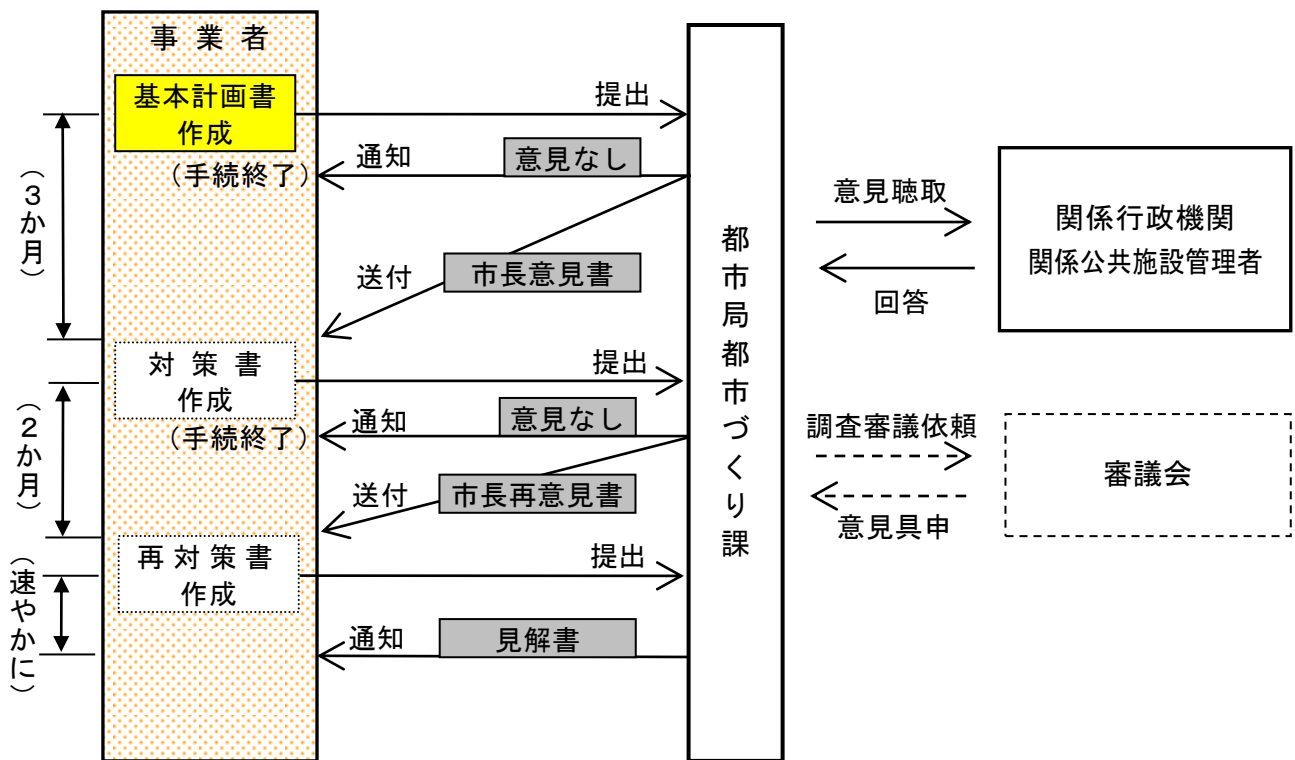 事業者
基本計画書
作成
提出
通知
意見なし
（手続終了）
（３か月）
送付
市長意見書
対策書
作成
提出
通知
意見なし
（手続終了）
（２か月）
送付
市長再意見書
再対策書
作成
提出
（速やかに）
通知
見解書
都市局都市づくり課
意見聴取
回答
関係行政機関
関係公共施設管理者
調査審議依頼
意見具申
審議会